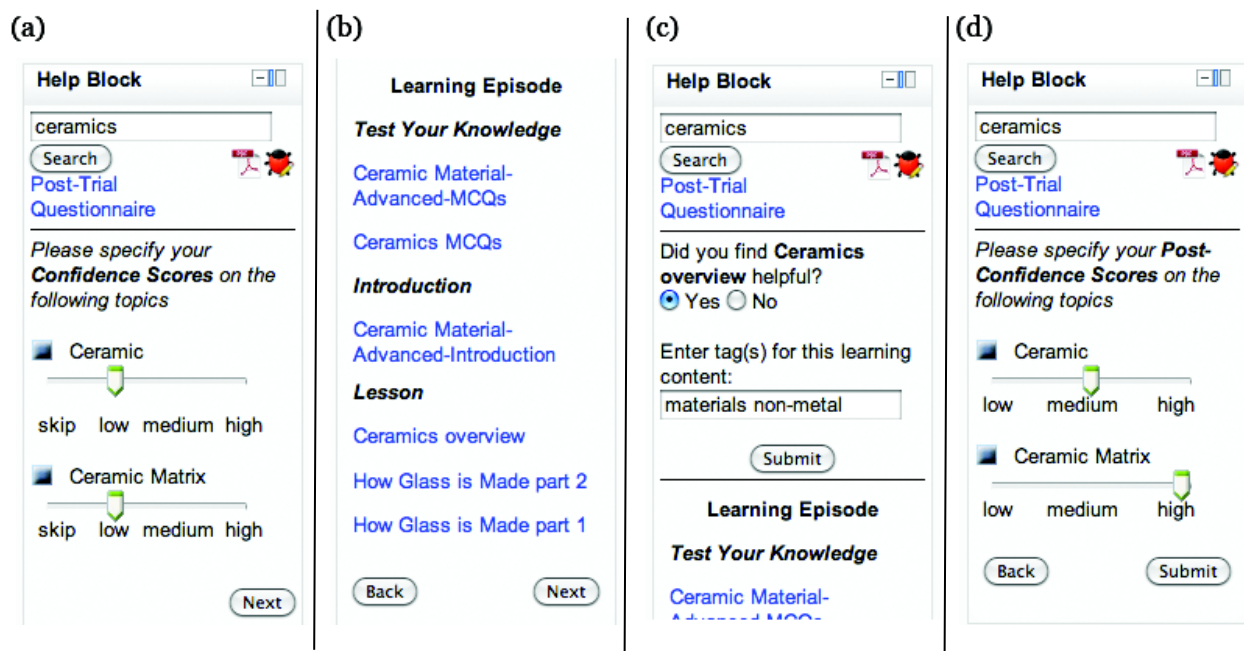 (a)
Help Block
ceramics
Search
Post-Trial
Questionnaire
Please specify your
Confidence Scores on the
following topics
Ceramic
skip low medium high
Ceramic Matrix
skip low medium high
Next
(b)
Learning Episode
Test Your Knowledge
Ceramic Material-
Advanced-MCQs
Ceramics MCQs
Introduction
Ceramic Material-
Advanced-Introduction
Lesson
Ceramics overview
How Glass is Made part 2
How Glass is Made part 1
Back Next
(c)
Help Block
ceramics
Search
Post-Trial
Questionnaire
Did you find Ceramics
overview helpful?
Yes No
Enter tag(s) for this learning
content:
materials non-metal
Submit
Learning Episode
Test Your Knowledge
Ceramic Material-
Advanced-MCQs
(d)
Help Block
ceramics
Search
Post-Trial
Questionnaire
Please specify your Post-
Confidence Scores on the
following topics
Ceramic
low medium high
Ceramic Matrix
low medium high
Back Submit